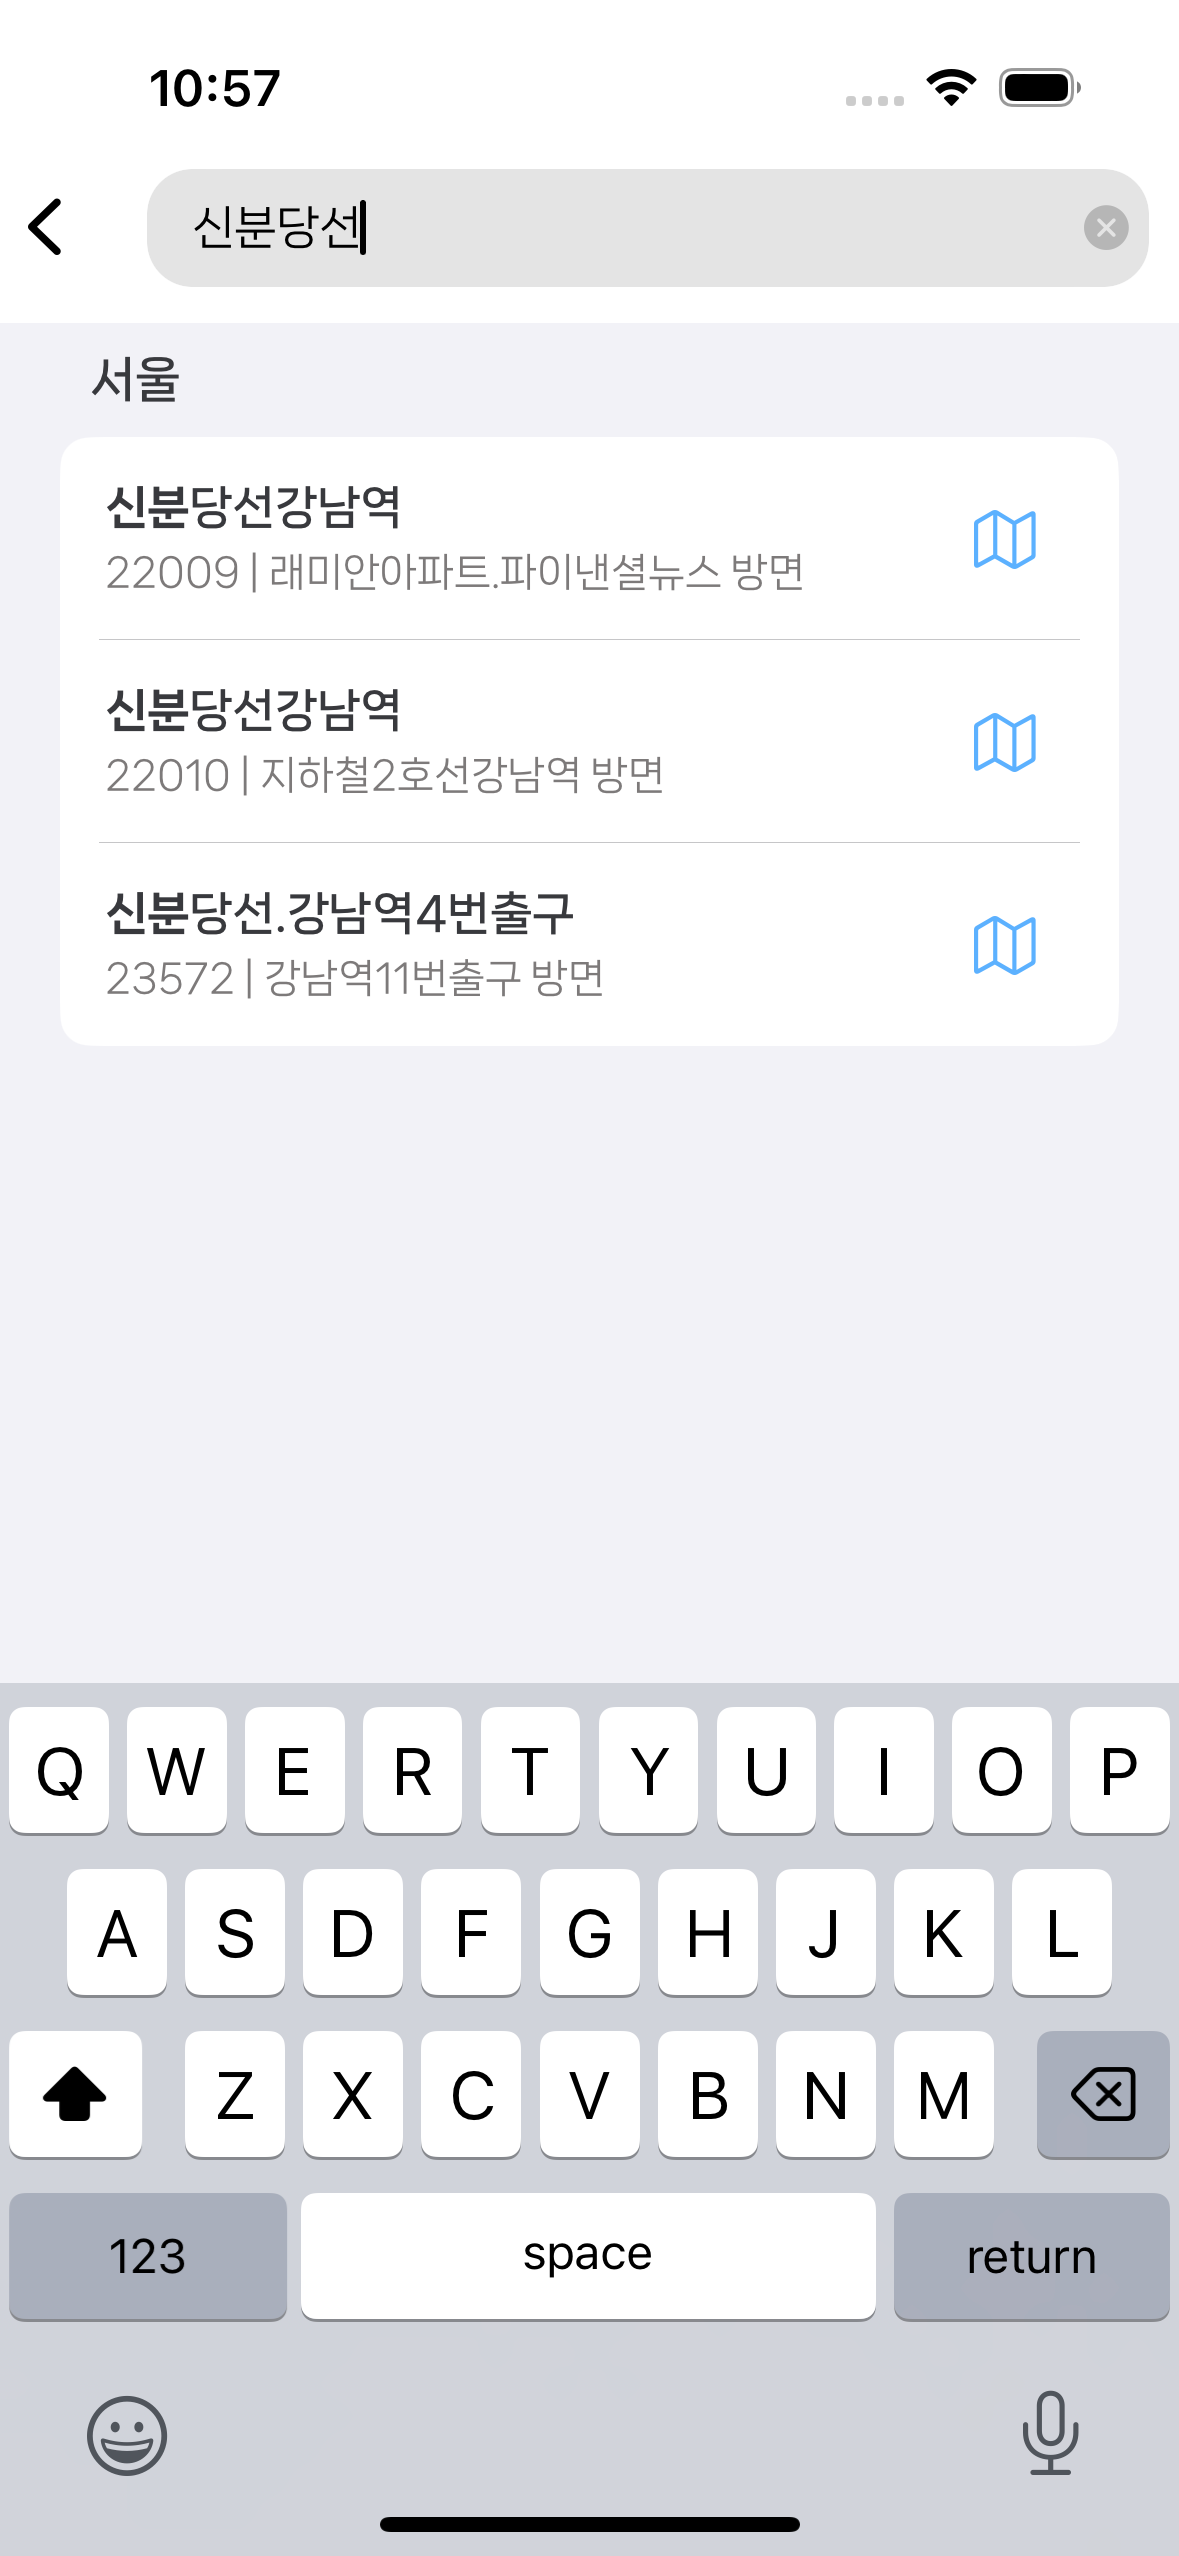 10:57
신분당선
서울
신분당선강남역
22009 | 래미안아파트.파이낸셜뉴스 방면
신분당선강남역
22010 | 지하철2호선강남역 방면
신분당선.강남역4번출구
23572 | 강남역11번출구 방면
Q W E R T Y U I O P
A S D F G H J K L
Z X C V B N M
123 space return